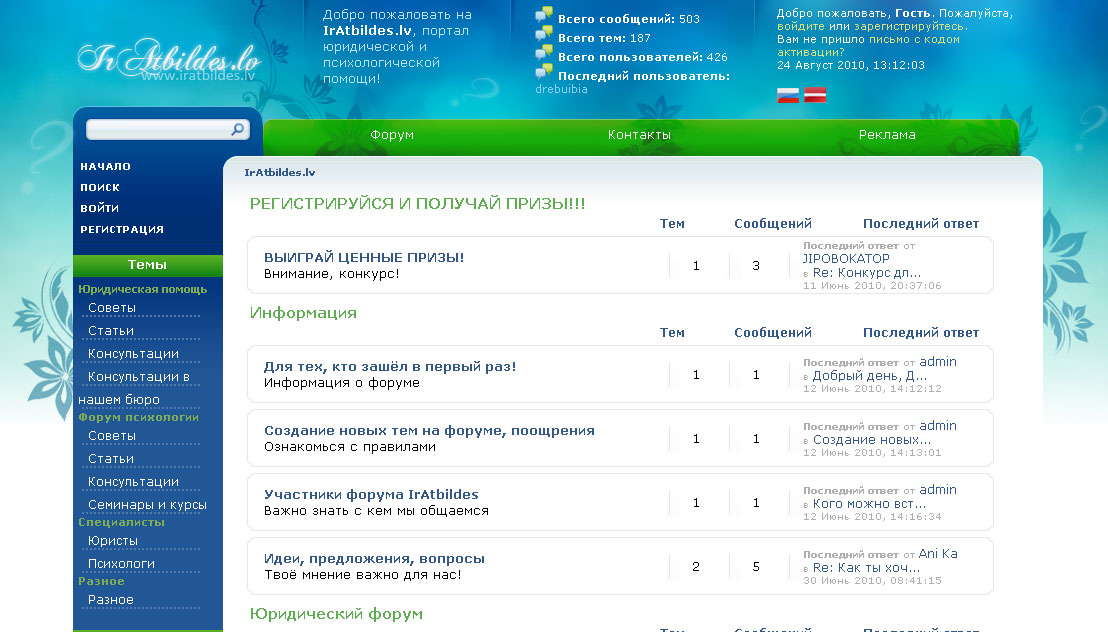 IrAtbildes.lv
www.iratbildes.lv
Добро пожаловать на
IrAtbildes.lv, портал
юридической и
психологической
помощи!
Всего сообщений: 503
Всего тем: 187
Всего пользователей: 426
Последний пользователь:
drebuibia
Добро пожаловать, Гость. Пожалуйста,
войдите или зарегистрируйтесь.
Вам не пришло письмо с кодом
активации?
24 Август 2010, 13:12:03
Форум Контакты Реклама
НАЧАЛО
ПОИСК
ВОЙТИ
РЕГИСТРАЦИЯ
Темы
Юридическая помощь
Советы
Статьи
Консультации
Консультации в
нашем бюро
Форум психологии
Советы
Статьи
Консультации
Семинары и курсы
Специалисты
Юристы
Психологи
Разное
Разное
IrAtbildes.lv
РЕГИСТРИРУЙСЯ И ПОЛУЧАЙ ПРИЗЫ!!!
Тем Сообщений Последний ответ
ВЫИГРАЙ ЦЕННЫЕ ПРИЗЫ!
Внимание, конкурс!
1 3
Последний ответ от
JIPOBOKATOP
в Re: Конкурс дл...
11 Июнь 2010, 20:37:06
Информация
Тем Сообщений Последний ответ
Для тех, кто зашёл в первый раз!
Информация о форуме
1 1
Последний ответ от admin
в Добрый день, Д...
12 Июнь 2010, 14:12:12
Создание новых тем на форуме, поощрения
Ознакомься с правилами
1 1
Последний ответ от admin
в Создание новых...
12 Июнь 2010, 14:13:01
Участники форума IrAtbildes
Важно знать с кем мы общаемся
1 1
Последний ответ от admin
в Кого можно вст...
12 Июнь 2010, 14:16:34
Идеи, предложения, вопросы
Твоё мнение важно для нас!
2 5
Последний ответ от Ani Ka
в Re: Как ты хоч...
30 Июнь 2010, 08:41:15
Юридический форум
Тем Сообщений Последний ответ